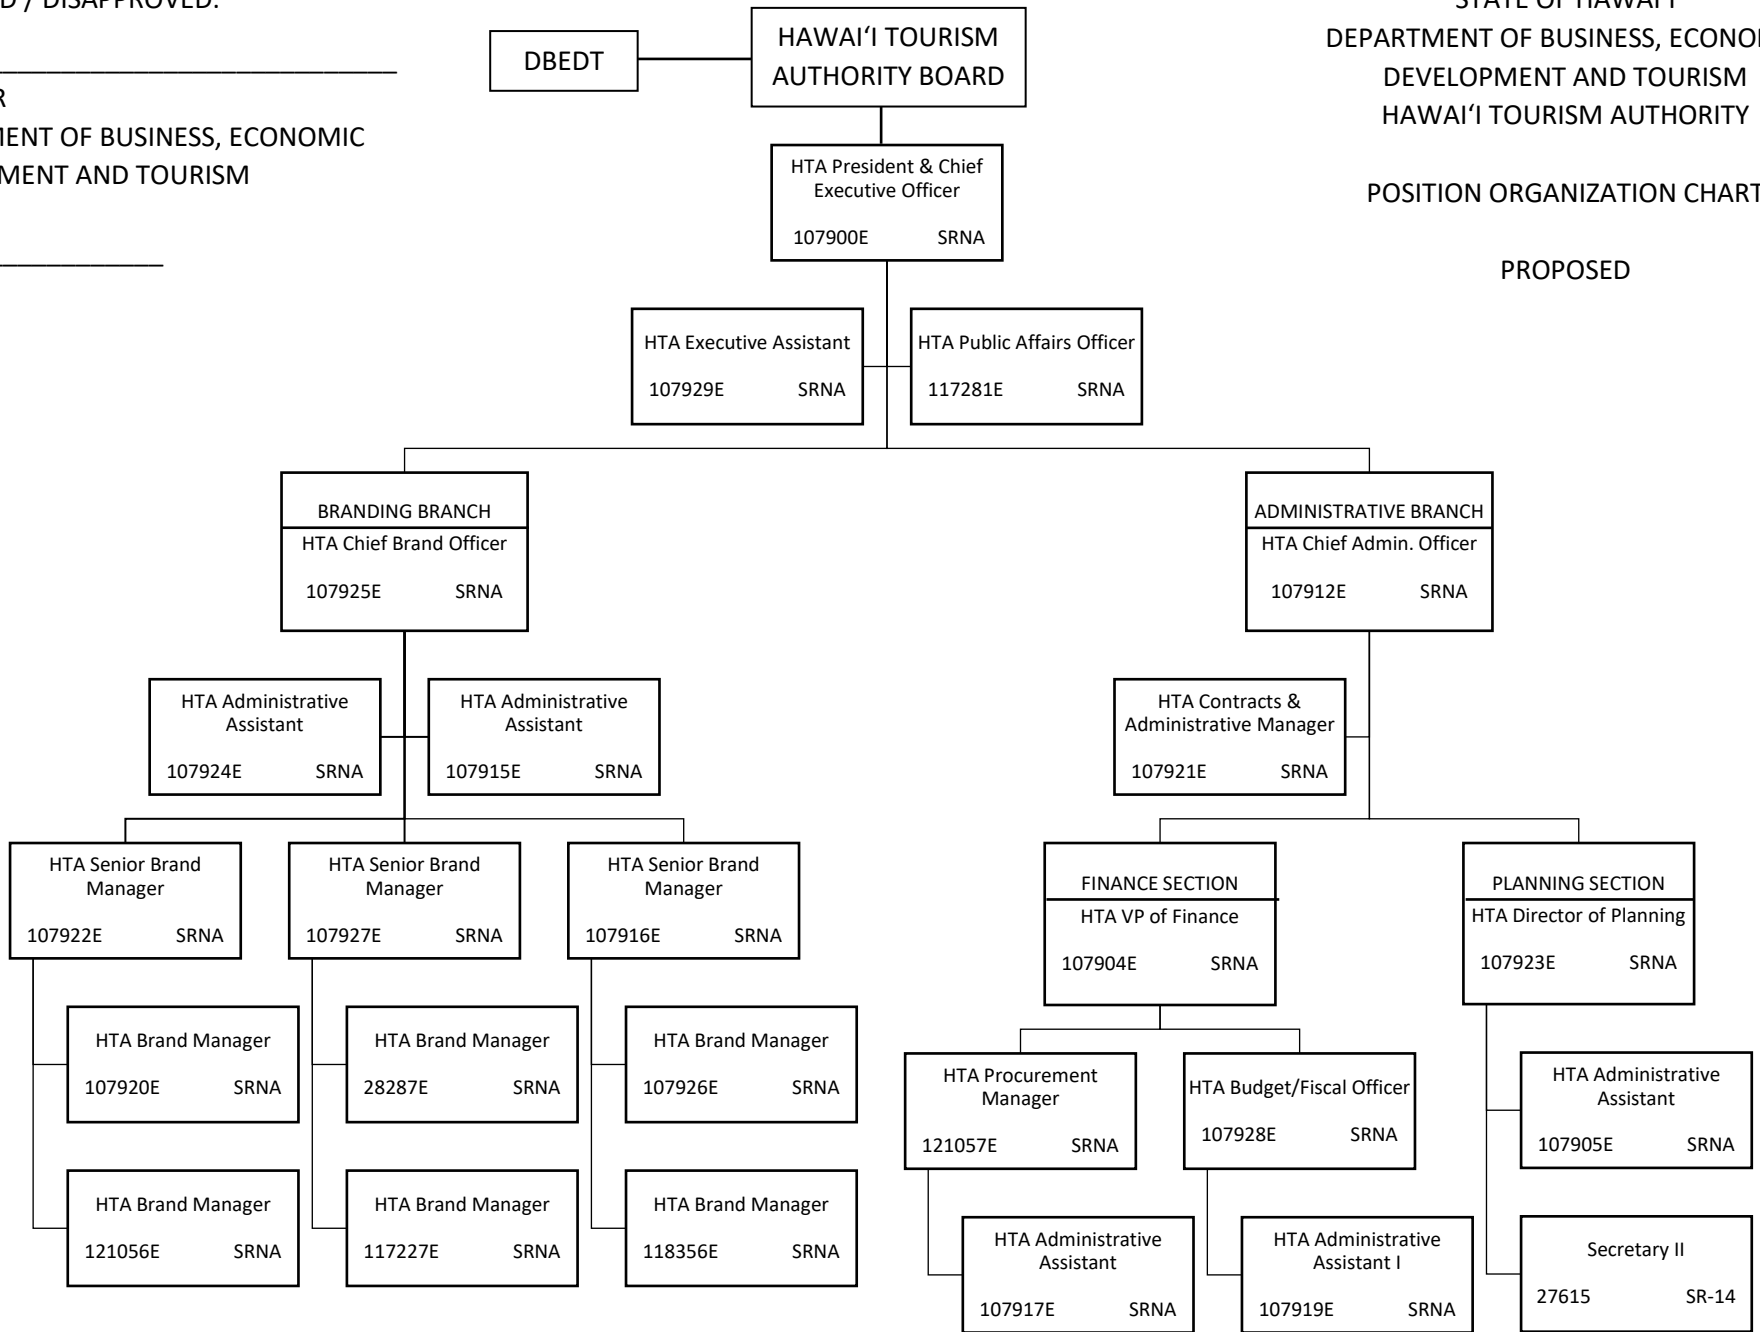 D / DISAPPROVED:
R
MENT OF BUSINESS, ECONOMIC
MENT AND TOURISM
DBEDT
HAWAI‘I TOURISM
AUTHORITY BOARD
STATE OF HAWAI‘I
DEPARTMENT OF BUSINESS, ECONO
DEVELOPMENT AND TOURISM
HAWAI‘I TOURISM AUTHORITY
POSITION ORGANIZATION CHART
PROPOSED
HTA President & Chief
Executive Officer
107900E SRNA
HTA Executive Assistant
107929E SRNA
HTA Public Affairs Officer
117281E SRNA
BRANDING BRANCH
HTA Chief Brand Officer
107925E SRNA
ADMINISTRATIVE BRANCH
HTA Chief Admin. Officer
107912E SRNA
HTA Administrative
Assistant
107924E SRNA
HTA Administrative
Assistant
107915E SRNA
HTA Contracts &
Administrative Manager
107921E SRNA
HTA Senior Brand
Manager
107922E SRNA
HTA Senior Brand
Manager
107927E SRNA
HTA Senior Brand
Manager
107916E SRNA
FINANCE SECTION
HTA VP of Finance
107904E SRNA
PLANNING SECTION
HTA Director of Planning
107923E SRNA
HTA Brand Manager
107920E SRNA
HTA Brand Manager
28287E SRNA
HTA Brand Manager
107926E SRNA
HTA Procurement
Manager
121057E SRNA
HTA Budget/Fiscal Officer
107928E SRNA
HTA Administrative
Assistant
107905E SRNA
HTA Brand Manager
121056E SRNA
HTA Brand Manager
117227E SRNA
HTA Brand Manager
118356E SRNA
HTA Administrative
Assistant
107917E SRNA
HTA Administrative
Assistant I
107919E SRNA
Secretary II
27615 SR-14